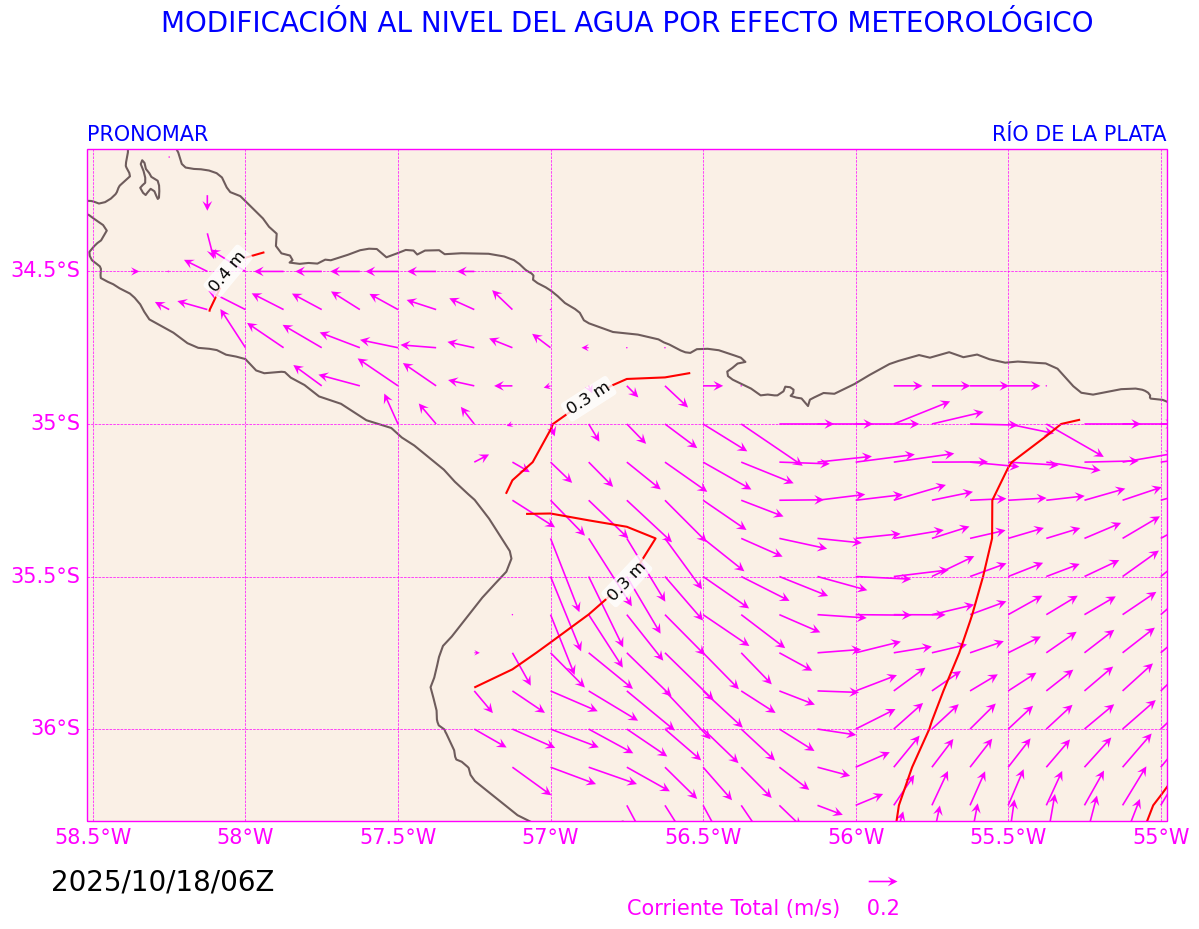 MODIFICACIÓN AL NIVEL DEL AGUA POR EFECTO METEOROLÓGICO
PRONOMAR
RÍO DE LA PLATA
0.4 m
34.5°S
0.3 m
35°S
0.3 m
35.5°S
36°S
58.5°W 58°W 57.5°W 57°W 56.5°W 56°W 55.5°W 55°W
2025/10/18/06Z
Corriente Total (m/s) 0.2